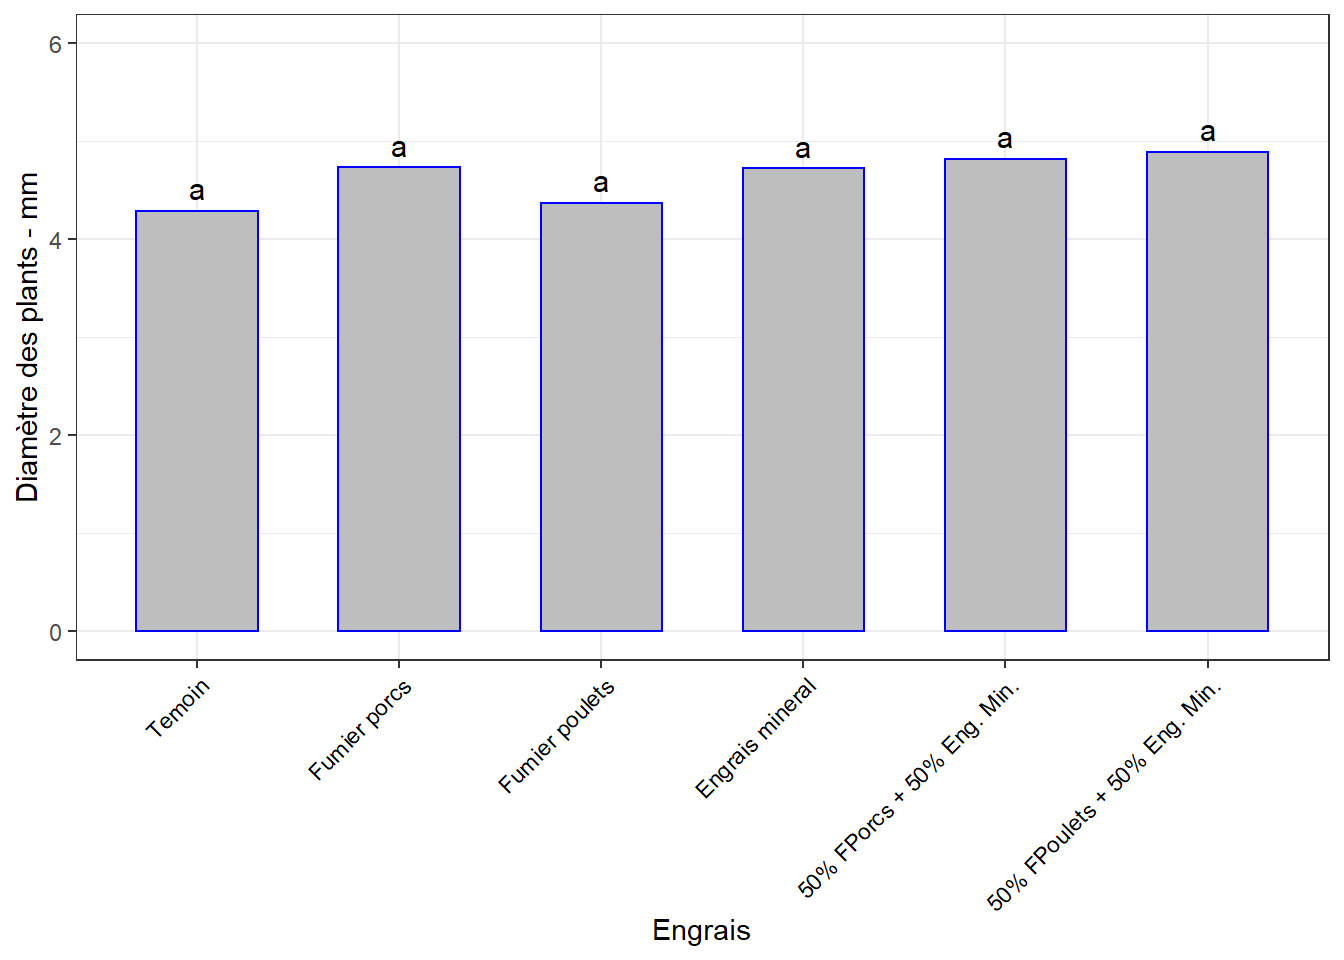 Diamètre des plants - mm
6
4
2
0
a
a
a
a
a
a
Temoin
Fumier porcs
Fumier poulets
Engrais mineral
50% FPorcs + 50% Eng. Min.
50% FPoulets + 50% Eng. Min.
Engrais